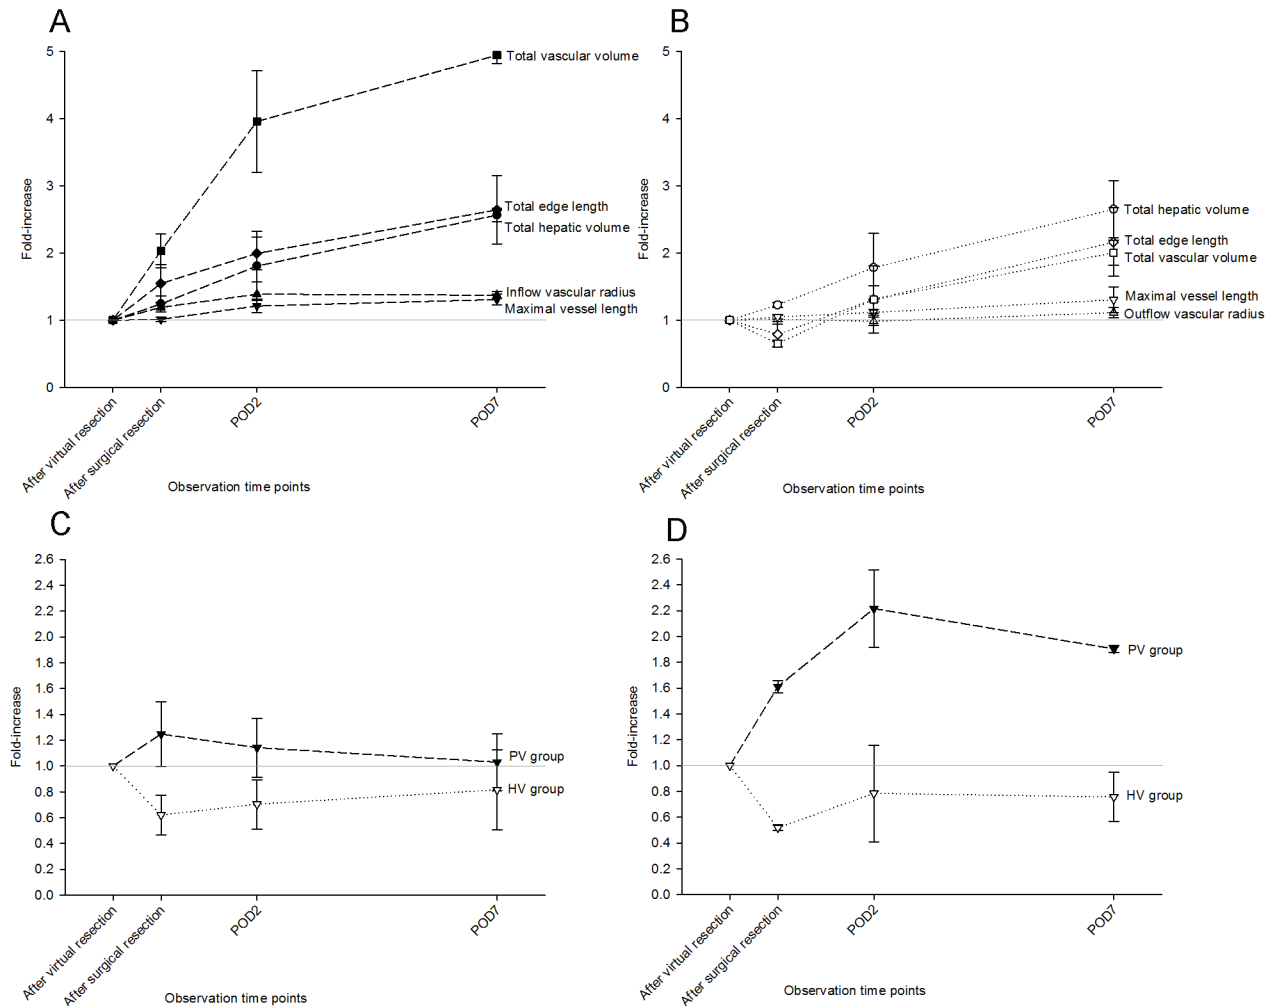 A
5
4
3
2
1
0
Fold-increase
Total vascular volume
Total edge length
Total hepatic volume
Inflow vascular radius
Maximal vessel length
After virtual resection
After surgical resection
POD2
POD7
Observation time points
B
5
4
3
2
1
0
Fold-increase
Total hepatic volume
Total edge length
Total vascular volume
Maximal vessel length
Outflow vascular radius
After virtual resection
After surgical resection
POD2
POD7
Observation time points
C
2.6
2.4
2.2
2.0
1.8
1.6
1.4
1.2
1.0
0.8
0.6
0.4
0.2
0.0
Fold-increase
PV group
HV group
After virtual resection
After surgical resection
POD2
POD7
Observation time points
D
2.6
2.4
2.2
2.0
1.8
1.6
1.4
1.2
1.0
0.8
0.6
0.4
0.2
0.0
Fold-increase
PV group
HV group
After virtual resection
After surgical resection
POD2
POD7
Observation time points